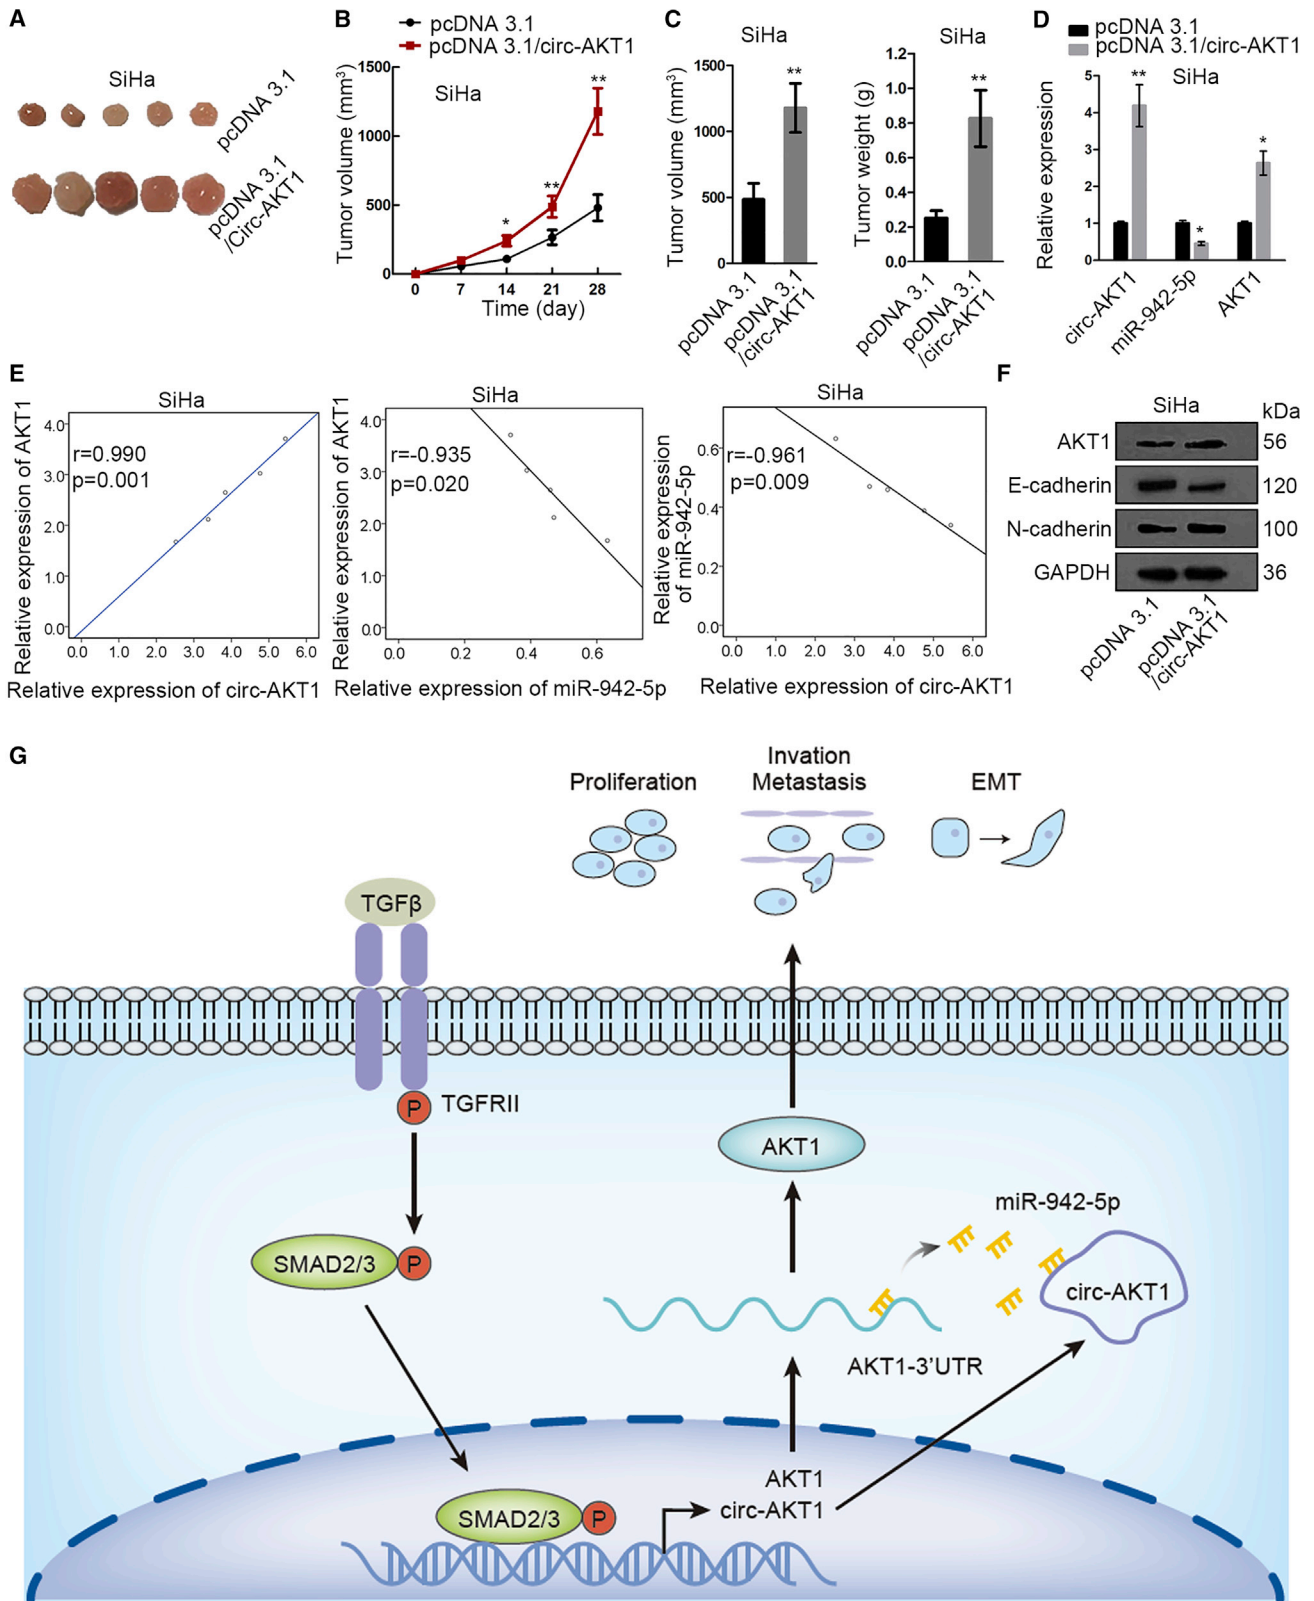 A
SiHa
pcDNA 3.1
pcDNA 3.1
/Circ-AKT1
B
pcDNA 3.1
pcDNA 3.1/circ-AKT1
SiHa
Tumor volume (mm³)
1500
1000
500
0
0 7 14 21 28
* ** **
Time (day)
C
SiHa
Tumor volume (mm³)
1500
1000
500
0
**
pcDNA 3.1
pcDNA 3.1
/circ-AKT1
SiHa
Tumor weight (g)
1.2
1.0
0.8
0.6
0.4
0.2
0.0
**
pcDNA 3.1
pcDNA 3.1
/circ-AKT1
D
pcDNA 3.1
pcDNA 3.1/circ-AKT1
SiHa
Relative expression
5
4
3
2
1
0
** * *
circ-AKT1
miR-942-5p
AKT1
E
SiHa
Relative expression of AKT1
r=0.990
p=0.001
4.0
3.0
2.0
1.0
0.0
0.0 1.0 2.0 3.0 4.0 5.0 6.0
Relative expression of circ-AKT1
SiHa
Relative expression of AKT1
r=-0.935
p=0.020
4.0
3.0
2.0
1.0
0.0
0.0 0.2 0.4 0.6
Relative expression of miR-942-5p
SiHa
Relative expression
of miR-942-5p
r=-0.961
p=0.009
0.6
0.4
0.2
0.0
0.0 1.0 2.0 3.0 4.0 5.0 6.0
Relative expression of circ-AKT1
F
SiHa
kDa
AKT1 56
E-cadherin 120
N-cadherin 100
GAPDH 36
pcDNA 3.1
pcDNA 3.1
/circ-AKT1
G
Proliferation
Invation
Metastasis
EMT
TGFβ
P
TGFRII
AKT1
SMAD2/3
P
miR-942-5p
circ-AKT1
AKT1-3'UTR
AKT1
circ-AKT1
SMAD2/3
P